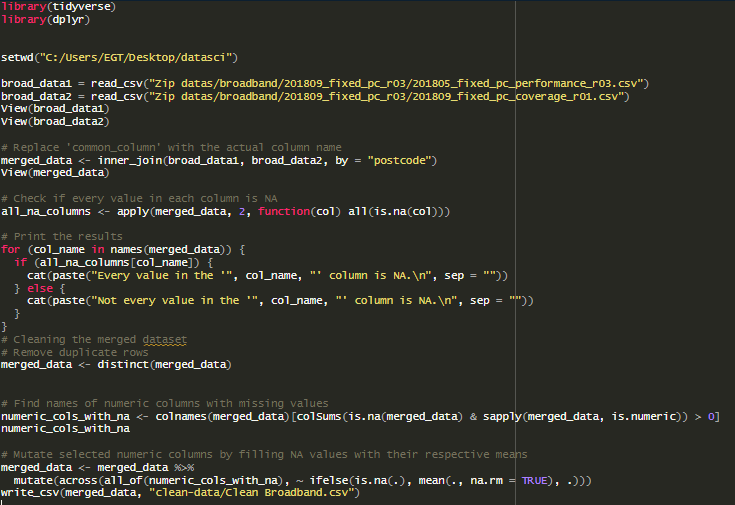 library(tidyverse)
library(dplyr)
setwd("C:/Users/EGT/Desktop/datasci")
broad_data1 = read_csv("Zip datas/broadband/201809_fixed_pc_r03/201805_fixed_pc_performance_r03.csv")
broad_data2 = read_csv("Zip datas/broadband/201809_fixed_pc_r03/201809_fixed_pc_coverage_r01.csv")
View(broad_data1)
View(broad_data2)
# Replace 'common_column' with the actual column name
merged_data <- inner_join(broad_data1, broad_data2, by = "postcode")
View(merged_data)
# Check if every value in each column is NA
all_na_columns <- apply(merged_data, 2, function(col) all(is.na(col)))
# Print the results
for (col_name in names(merged_data)) {
  if (all_na_columns[col_name]) {
    cat(paste("Every value in the '", col_name, "' column is NA.\n", sep = ""))
  } else {
    cat(paste("Not every value in the '", col_name, "' column is NA.\n", sep = ""))
  }
}
# Cleaning the merged dataset
# Remove duplicate rows
merged_data <- distinct(merged_data)
# Find names of numeric columns with missing values
numeric_cols_with_na <- colnames(merged_data)[colSums(is.na(merged_data) & sapply(merged_data, is.numeric)) > 0]
numeric_cols_with_na
# Mutate selected numeric columns by filling NA values with their respective means
merged_data <- merged_data %>%
  mutate(across(all_of(numeric_cols_with_na), ~ ifelse(is.na(.), mean(., na.rm = TRUE), .)))
write_csv(merged_data, "clean-data/Clean Broadband.csv")